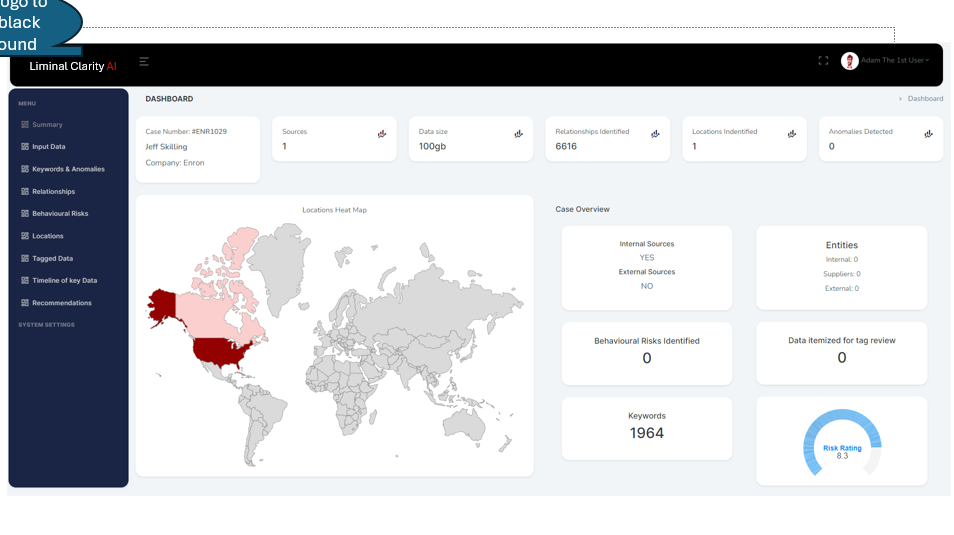 ogo to
black
ound
Liminal Clarity AI
Adam The 1st User
MENU
Summary
Input Data
Keywords & Anomalies
Relationships
Behavioural Risks
Locations
Tagged Data
Timeline of key Data
Recommendations
SYSTEM SETTINGS
DASHBOARD
› Dashboard
Case Number: #ENR1029
Jeff Skilling
Company: Enron
Sources
1
Data size
100gb
Relationships Identified
6616
Locations Indentified
1
Anomalies Detected
0
Locations Heat Map
Case Overview
Internal Sources
YES
External Sources
NO
Entities
Internal: 0
Suppliers: 0
External: 0
Behavioural Risks Identified
0
Data itemized for tag review
0
Keywords
1964
Risk Rating
8.3